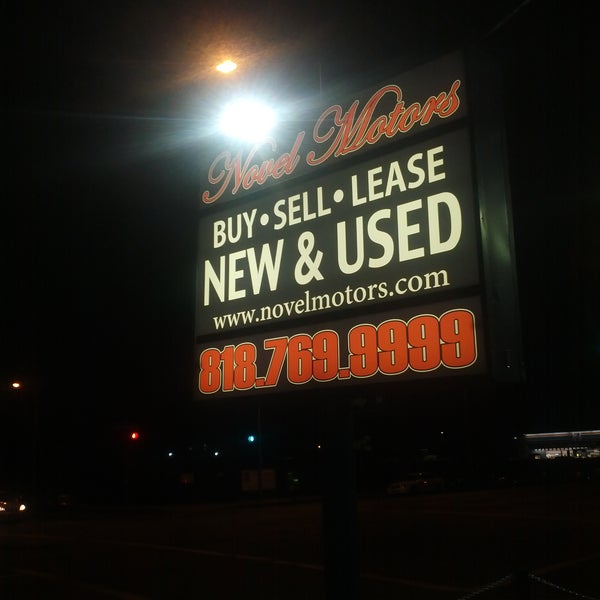 Novel Motors
BUY • SELL • LEASE
NEW & USED
www.novelmotors.com
818.769.9999